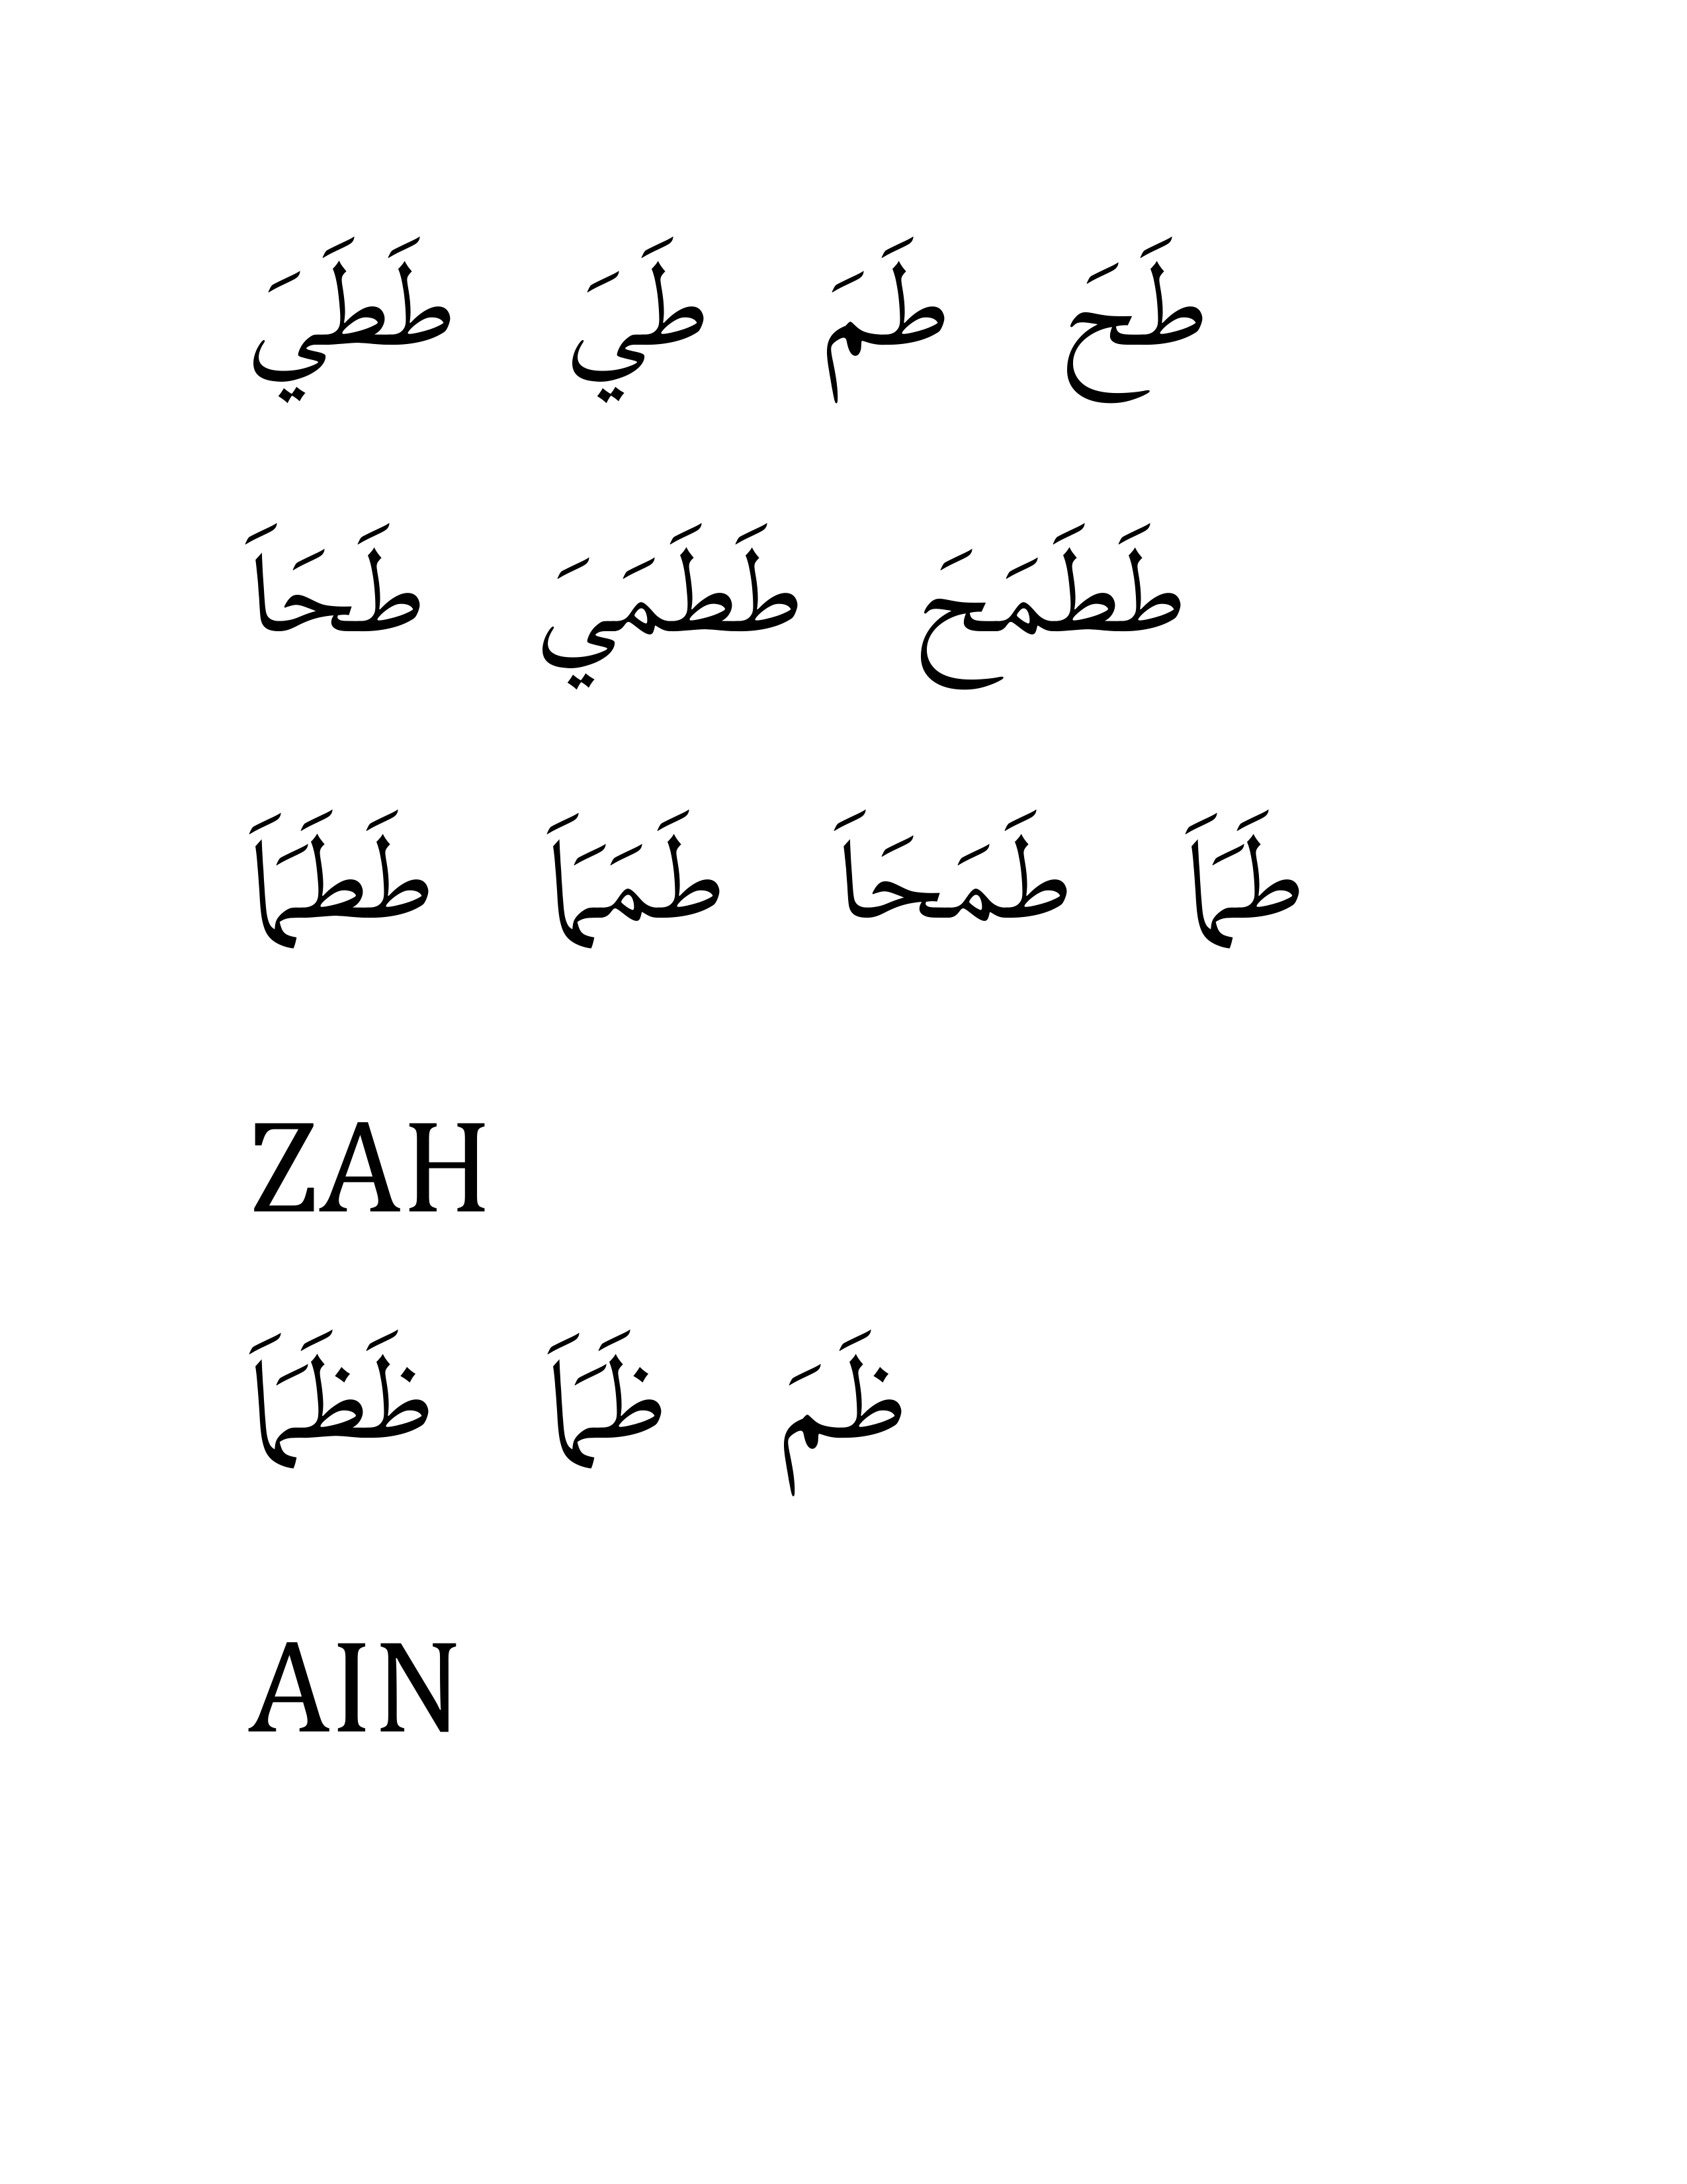 طَحَ طَمَ طَيَ طَطَيَ
طَطَمَحَ طَطَمَيَ طَحَاَ
طَمَاَ طَمَحَاَ طَمَمَاَ طَطَمَاَ
ZAH
ظَمَ ظَمَاَ ظَظَمَاَ
AIN